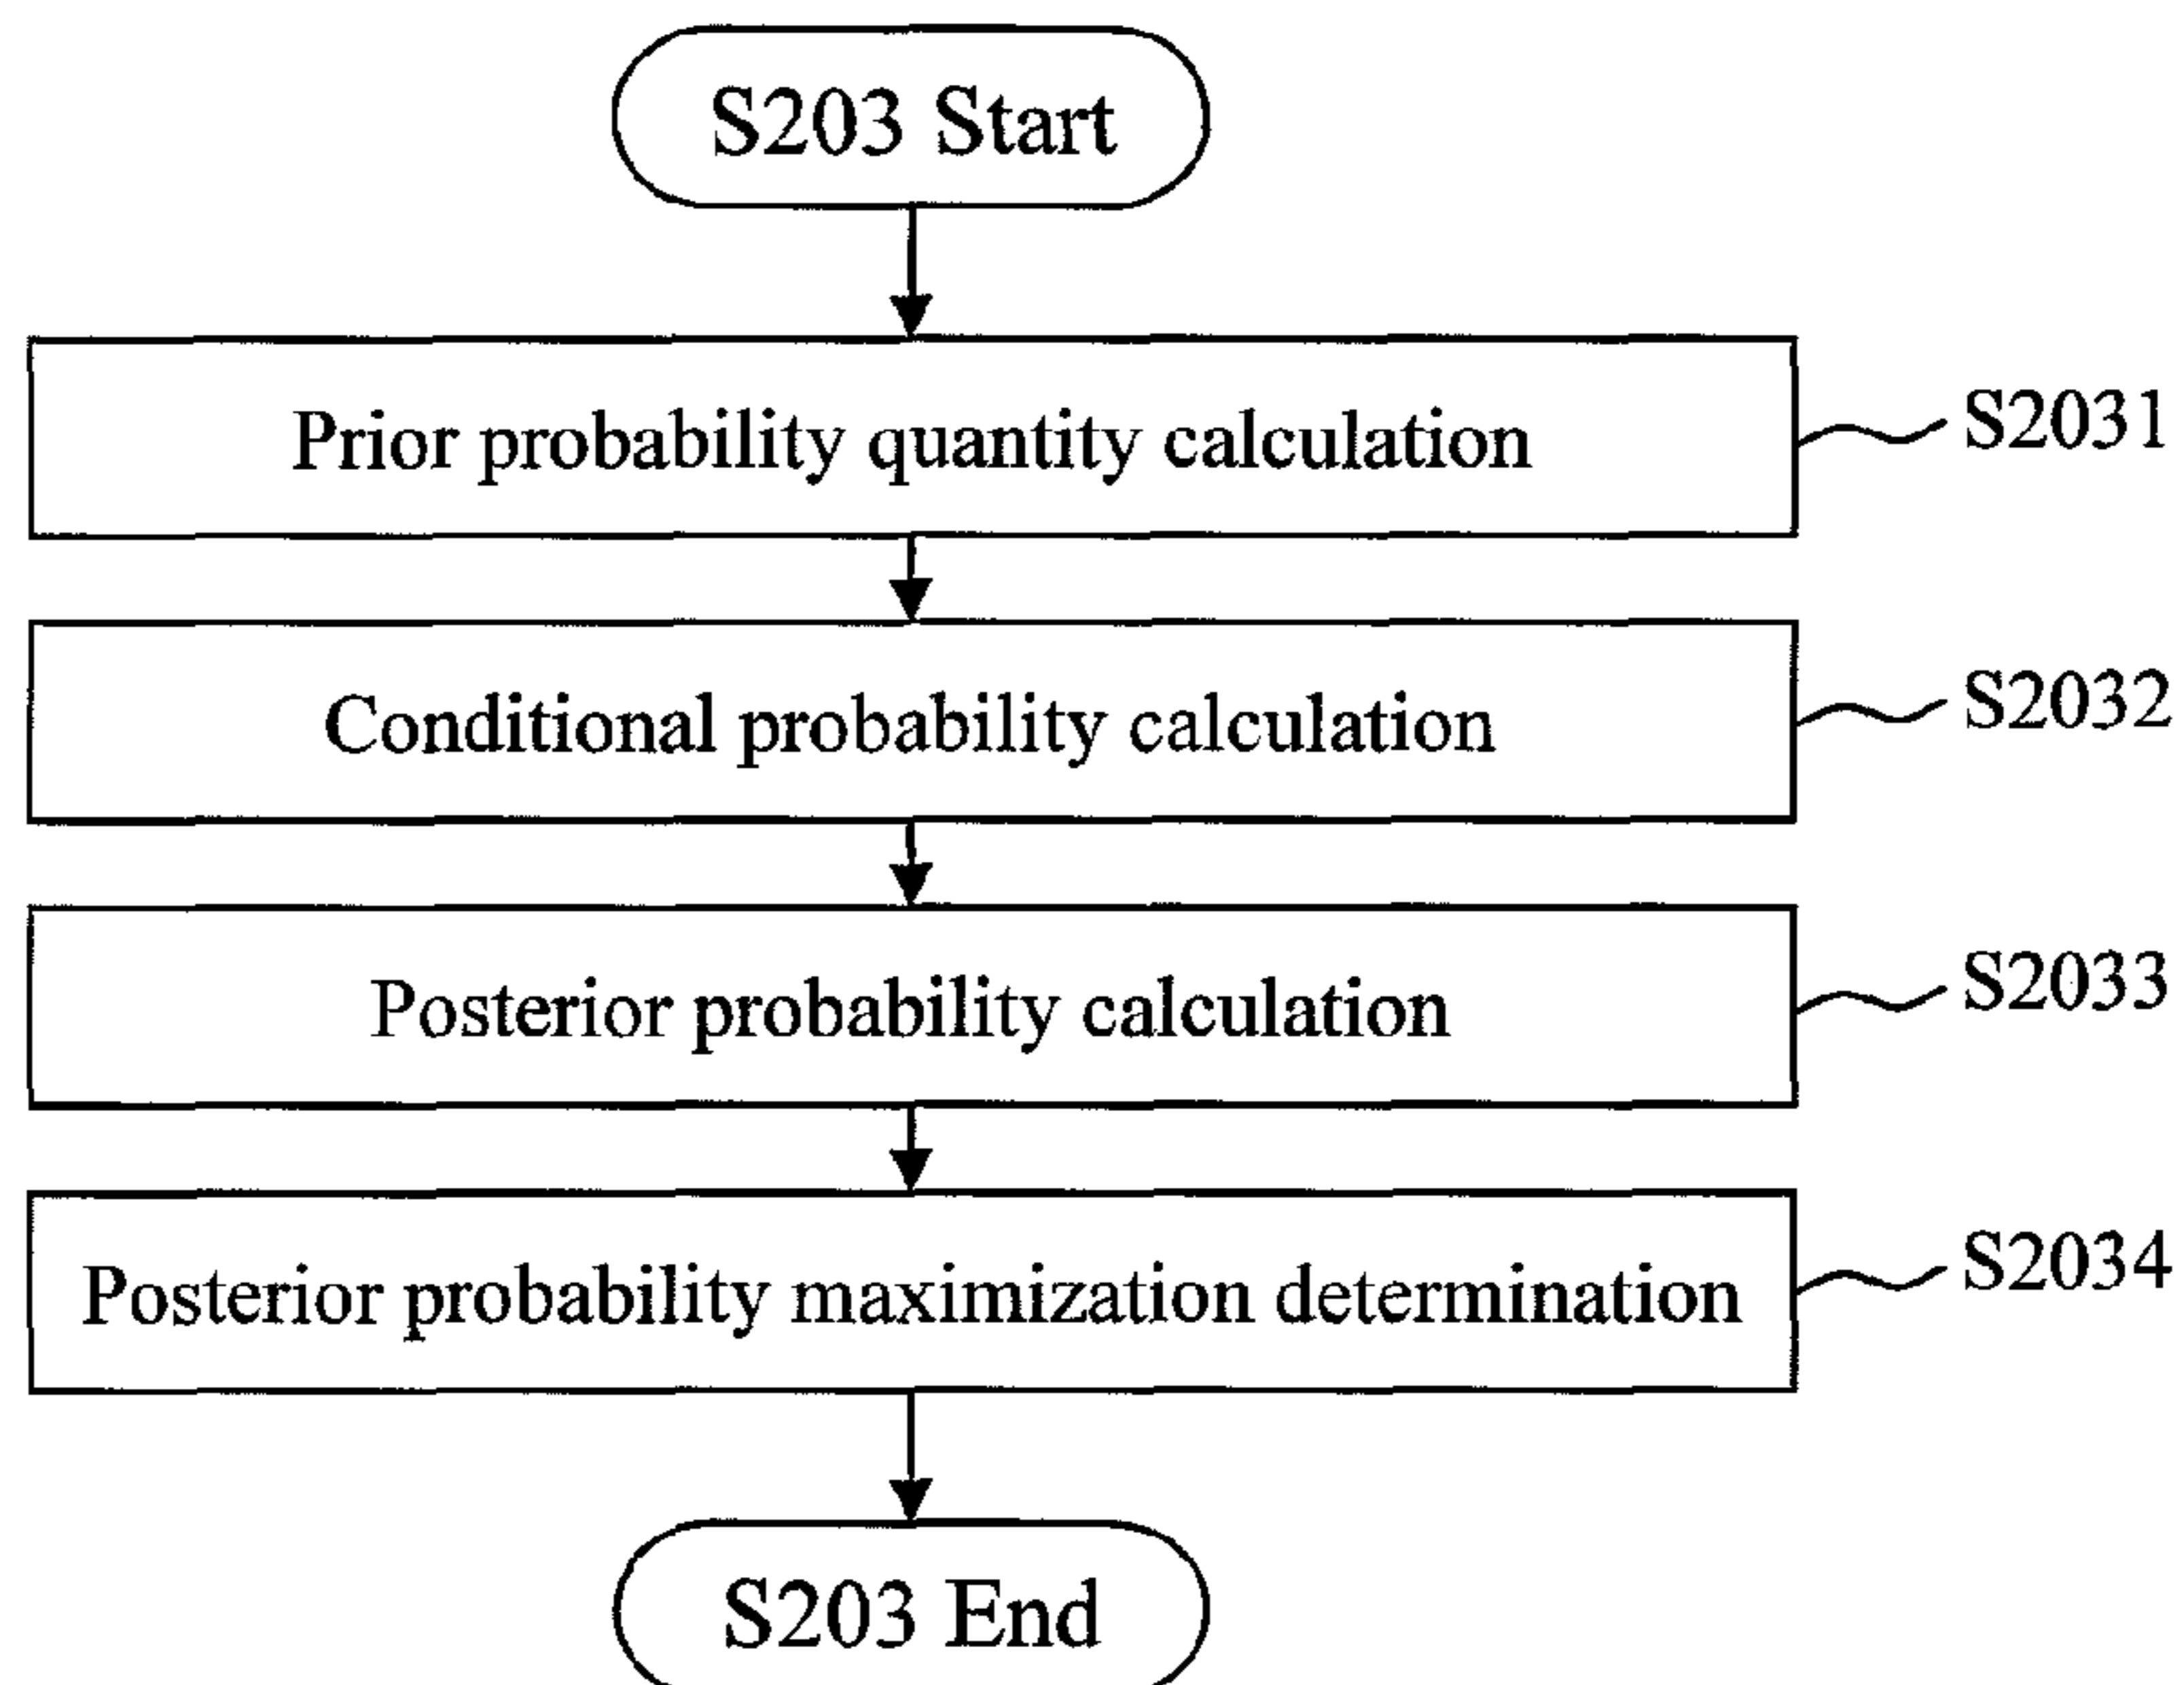 S203 Start
Prior probability quantity calculation
S2031
Conditional probability calculation
S2032
Posterior probability calculation
S2033
Posterior probability maximization determination
S2034
S203 End